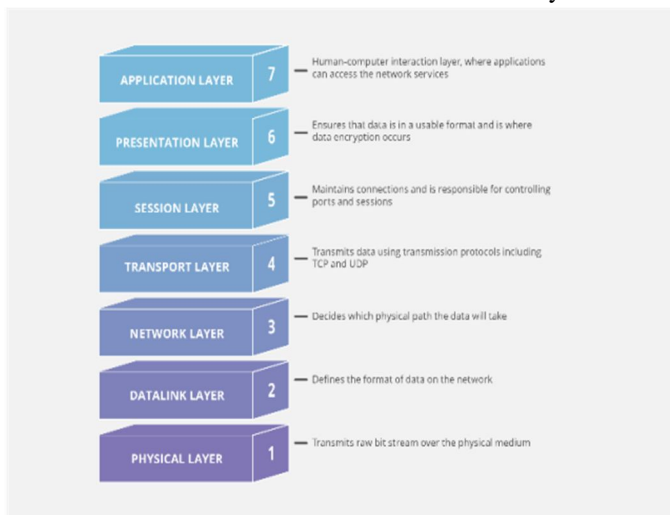 APPLICATION LAYER 7
Human-computer interaction layer, where applications
can access the network services
PRESENTATION LAYER 6
Ensures that data is in a usable format and is where
data encryption occurs
SESSION LAYER 5
Maintains connections and is responsible for controlling
ports and sessions
TRANSPORT LAYER 4
Transmits data using transmission protocols including
TCP and UDP
NETWORK LAYER 3
Decides which physical path the data will take
DATALINK LAYER 2
Defines the format of data on the network
PHYSICAL LAYER 1
Transmits raw bit stream over the physical medium